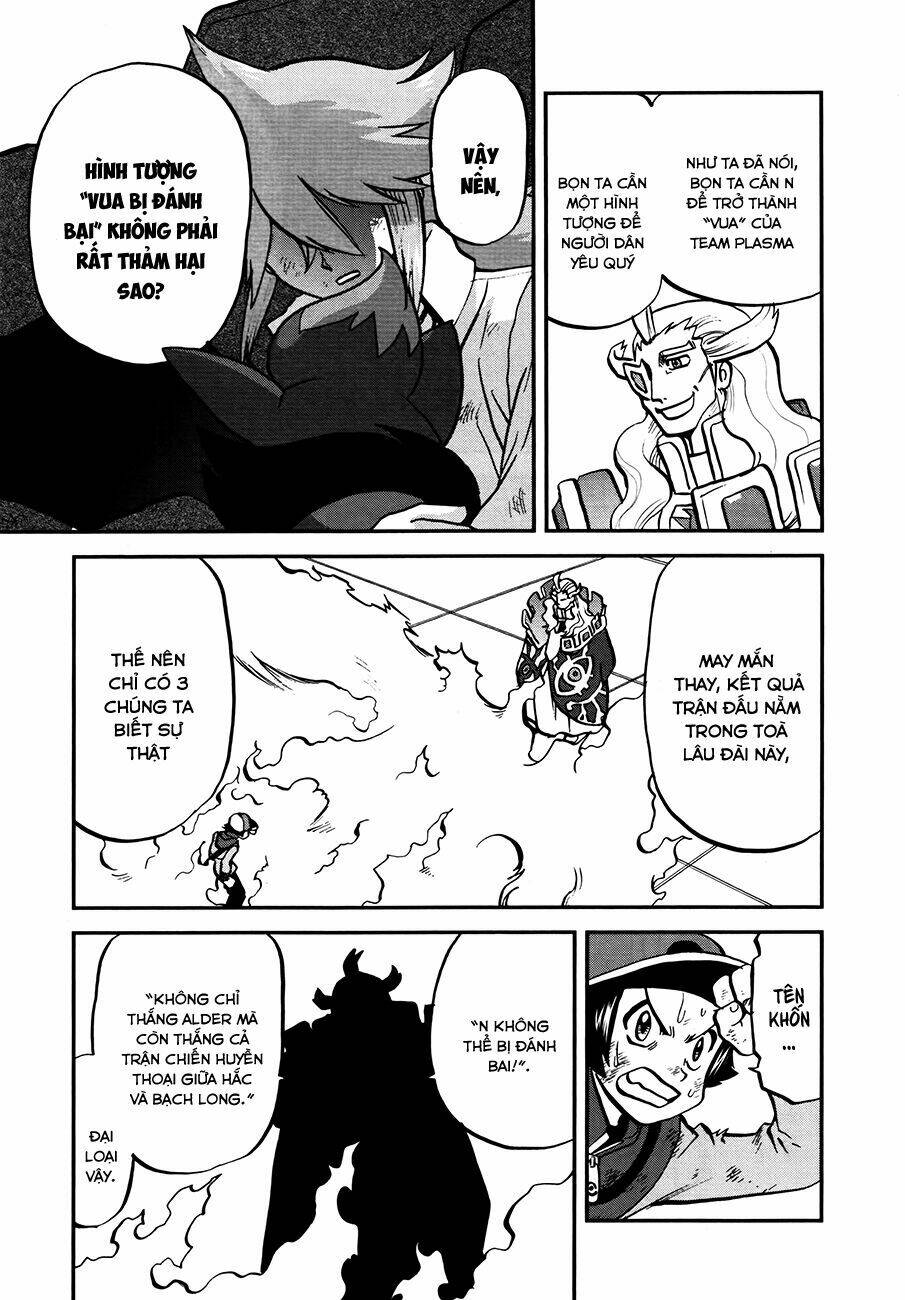 NHƯ TA ĐÃ NÓI,
BỌN TA CẦN N
ĐỂ TRỞ THÀNH
“VUA” CỦA
TEAM PLASMA
BỌN TA CẦN
MỘT HÌNH
TƯỢNG ĐỂ
NGƯỜI DÂN
YÊU QUÝ
VẬY
NÊN,
HÌNH TƯỢNG
“VUA BỊ ĐÁNH
BẠI” KHÔNG PHẢI
RẤT THẢM HẠI
SAO?
MAY MẮN
THAY, KẾT QUẢ
TRẬN ĐẤU NẰM
TRONG TOÀ
LÂU ĐÀI NÀY,
THẾ NÊN
CHỈ CÓ 3
CHÚNG TA
BIẾT SỰ
THẬT
TÊN
KHỐN
...
“N KHÔNG
THỂ BỊ ĐÁNH
BAI!”.
“KHÔNG CHỈ
THẮNG ALDER MÀ
CÒN THẮNG CẢ
TRẬN CHIẾN HUYỀN
THOẠI GIỮA HẮC
VÀ BẠCH LONG.”
ĐẠI
LOẠI
VẬY.